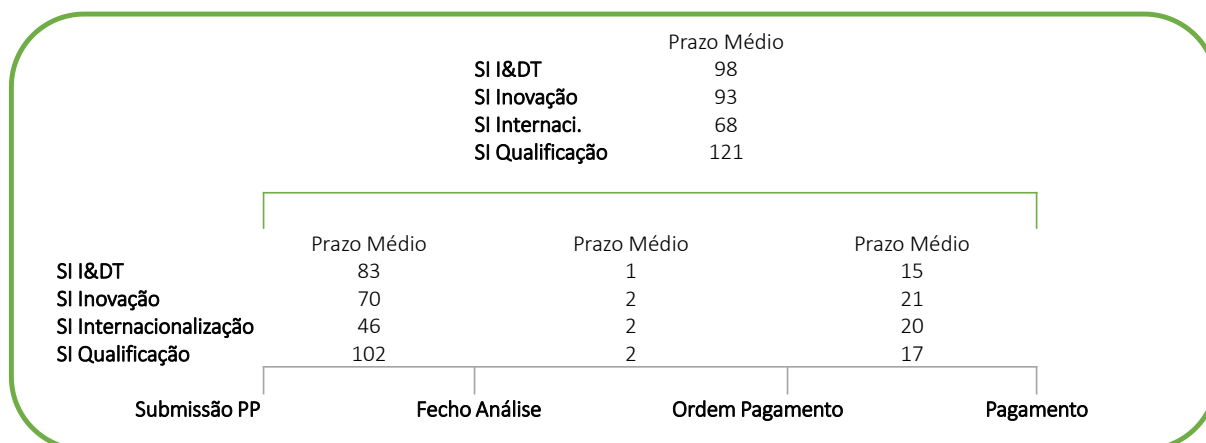 Prazo Médio
SI I&DT 98
SI Inovação 93
SI Internaci. 68
SI Qualificação 121
Prazo Médio Prazo Médio Prazo Médio
SI I&DT 83 1 15
SI Inovação 70 2 21
SI Internacionalização 46 2 20
SI Qualificação 102 2 17
Submissão PP Fecho Análise Ordem Pagamento Pagamento